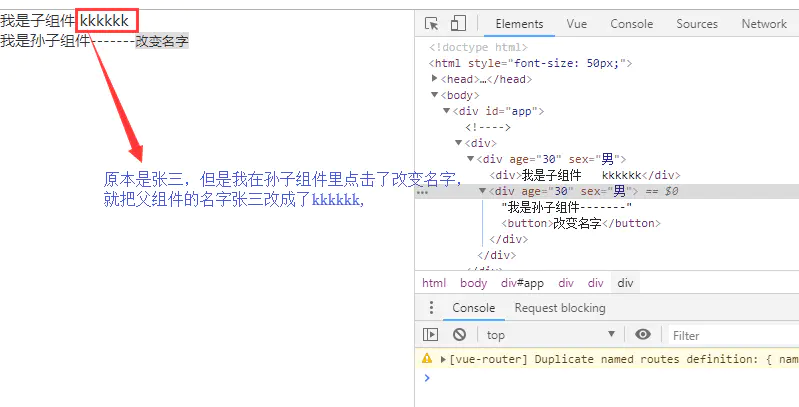 我是子组件 kkkkkk
我是孙子组件-------改变名字
原本是张三，但是我在孙子组件里点击了改变名字，
就把父组件的名字张三改成了kkkkkk,
Elements Vue Console Sources Network
<!doctype html>
<html style="font-size: 50px;">
<head>…</head>
<body>
<div id="app">
<!---->
<div>
<div age="30" sex="男">
<div>我是子组件 kkkkkk</div>
<div age="30" sex="男"> == $0
"我是孙子组件-------"
<button>改变名字</button>
</div>
</div>
</div>
html body div#app div div div
Console Request blocking
top Filter
[vue-router] Duplicate named routes definition: { nam